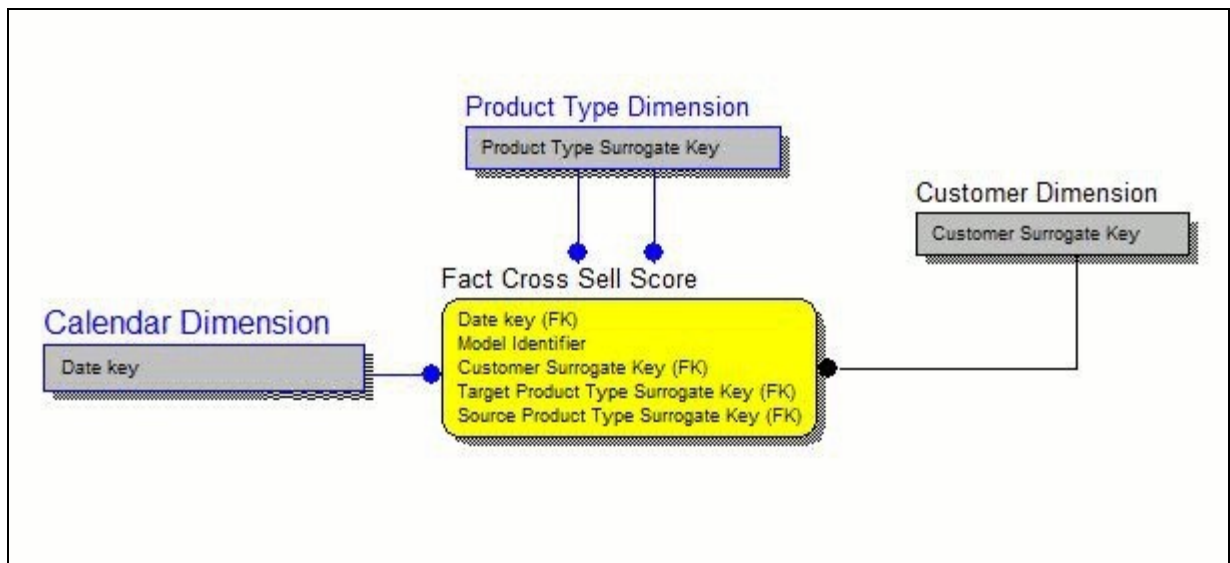 Product Type Dimension
Product Type Surrogate Key
Customer Dimension
Customer Surrogate Key
Fact Cross Sell Score
Date key (FK)
Model Identifier
Customer Surrogate Key (FK)
Target Product Type Surrogate Key (FK)
Source Product Type Surrogate Key (FK)
Calendar Dimension
Date key